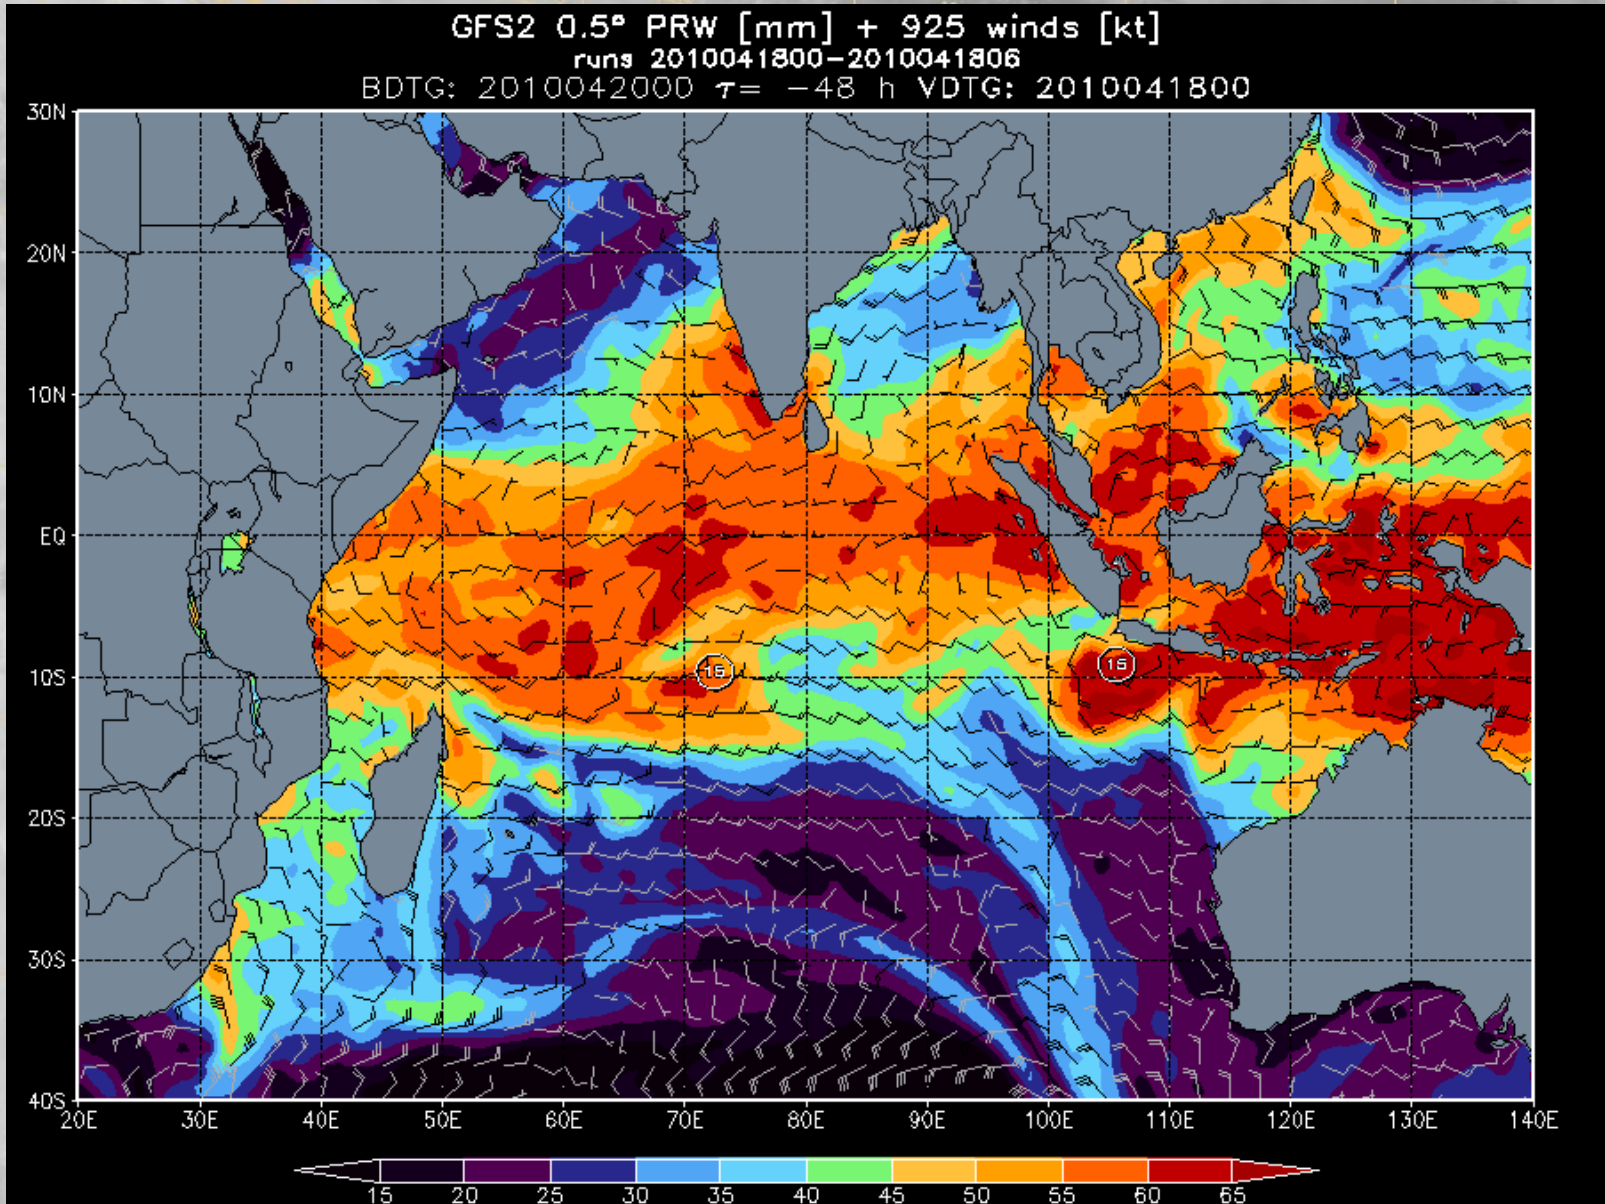 GFS2 0.5° PRW [mm] + 925 winds [kt]
runs 2010041800-2010041806
BDTG: 2010042000 τ= -48 h VDTG: 2010041800
30N
20N
10N
EQ
10S
20S
30S
40S
15
15
20E 30E 40E 50E 60E 70E 80E 90E 100E 110E 120E 130E 140E
15 20 25 30 35 40 45 50 55 60 65